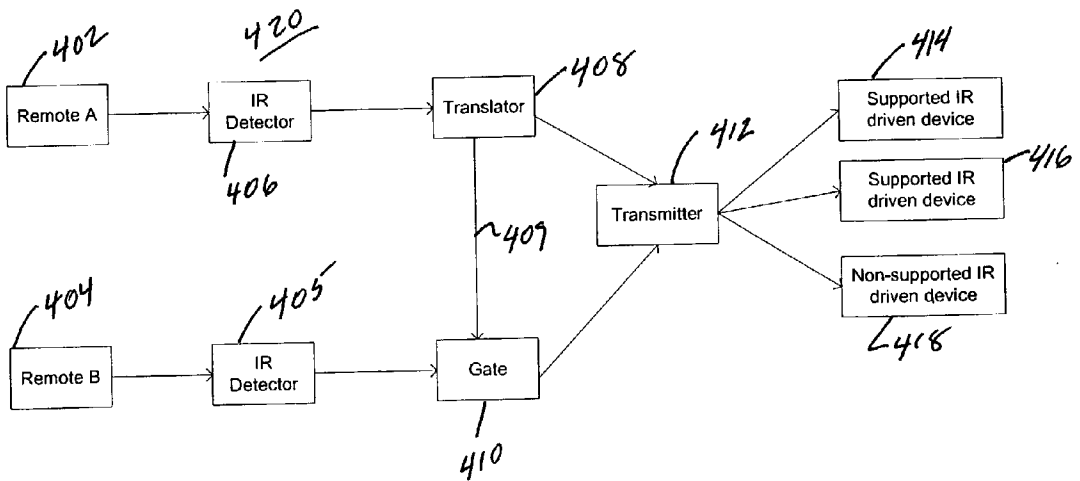 402
420
408
414
Remote A
IR
Detector
Translator
Supported IR
driven device
406
412
416
Transmitter
Supported IR
driven device
409
404
405
Non-supported IR
driven device
418
Remote B
IR
Detector
Gate
410